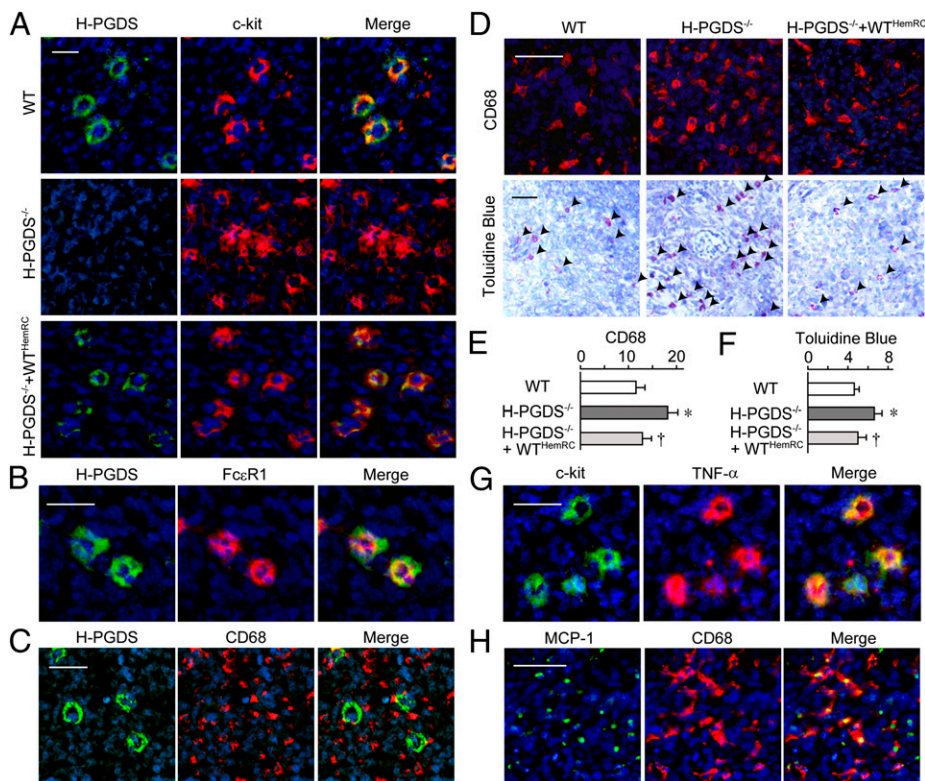 A
H-PGDS c-kit Merge
WT
H-PGDS-/-
H-PGDS-/-+WTHemRC
B
H-PGDS FcεR1 Merge
C
H-PGDS CD68 Merge
D
WT H-PGDS-/- H-PGDS-/-+WTHemRC
CD68
Toluidine Blue
E
CD68
0 10 20
WT
H-PGDS-/- *
H-PGDS-/-
+ WTHemRC †
F
Toluidine Blue
0 4 8
WT
H-PGDS-/- *
H-PGDS-/-
+ WTHemRC †
G
c-kit TNF-α Merge
H
MCP-1 CD68 Merge